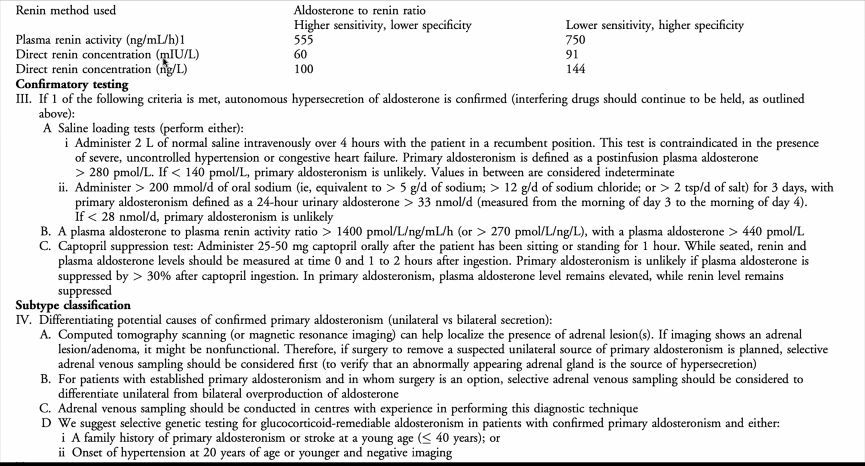 Renin method used Aldosterone to renin ratio
Higher sensitivity, lower specificity Lower sensitivity, higher specificity
Plasma renin activity (ng/mL/h)1 555 750
Direct renin concentration (mIU/L) 60 91
Direct renin concentration (ng/L) 100 144
Confirmatory testing
III. If 1 of the following criteria is met, autonomous hypersecretion of aldosterone is confirmed (interfering drugs should continue to be held, as outlined
above):
A Saline loading tests (perform either):
i Administer 2 L of normal saline intravenously over 4 hours with the patient in a recumbent position. This test is contraindicated in the presence
of severe, uncontrolled hypertension or congestive heart failure. Primary aldosteronism is defined as a postinfusion plasma aldosterone
> 280 pmol/L. If < 140 pmol/L, primary aldosteronism is unlikely. Values in between are considered indeterminate
ii. Administer > 200 mmol/d of oral sodium (ie, equivalent to > 5 g/d of sodium; > 12 g/d of sodium chloride; or > 2 tsp/d of salt) for 3 days, with
primary aldosteronism defined as a 24-hour urinary aldosterone > 33 nmol/d (measured from the morning of day 3 to the morning of day 4).
If < 28 nmol/d, primary aldosteronism is unlikely
B. A plasma aldosterone to plasma renin activity ratio > 1400 pmol/L/ng/mL/h (or > 270 pmol/L/ng/L), with a plasma aldosterone > 440 pmol/L
C. Captopril suppression test: Administer 25-50 mg captopril orally after the patient has been sitting or standing for 1 hour. While seated, renin and
plasma aldosterone levels should be measured at time 0 and 1 to 2 hours after ingestion. Primary aldosteronism is unlikely if plasma aldosterone is
suppressed by > 30% after captopril ingestion. In primary aldosteronism, plasma aldosterone level remains elevated, while renin level remains
suppressed
Subtype classification
IV. Differentiating potential causes of confirmed primary aldosteronism (unilateral vs bilateral secretion):
A. Computed tomography scanning (or magnetic resonance imaging) can help localize the presence of adrenal lesion(s). If imaging shows an adrenal
lesion/adenoma, it might be nonfunctional. Therefore, if surgery to remove a suspected unilateral source of primary aldosteronism is planned, selective
adrenal venous sampling should be considered first (to verify that an abnormally appearing adrenal gland is the source of hypersecretion)
B. For patients with established primary aldosteronism and in whom surgery is an option, selective adrenal venous sampling should be considered to
differentiate unilateral from bilateral overproduction of aldosterone
C. Adrenal venous sampling should be conducted in centres with experience in performing this diagnostic technique
D We suggest selective genetic testing for glucocorticoid-remediable aldosteronism in patients with confirmed primary aldosteronism and either:
i A family history of primary aldosteronism or stroke at a young age (≤ 40 years); or
ii Onset of hypertension at 20 years of age or younger and negative imaging